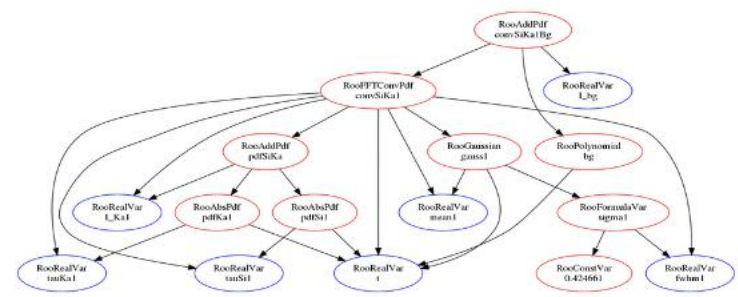 RooAddPdf
convSiKa1Bg
RooFFTConvPdf
convSiKa1
RooRealVar
I_bg
RooAddPdf
pdfSiKa
RooGaussian
gauss1
RooPolynomial
bg
RooRealVar
I_Ka1
RooAbsPdf
pdfKa1
RooAbsPdf
pdfSi1
RooRealVar
mean1
RooFormulaVar
sigma1
RooRealVar
tauKa1
RooRealVar
tauSi1
RooRealVar
t
RooConstVar
0.424661
RooRealVar
fwhm1